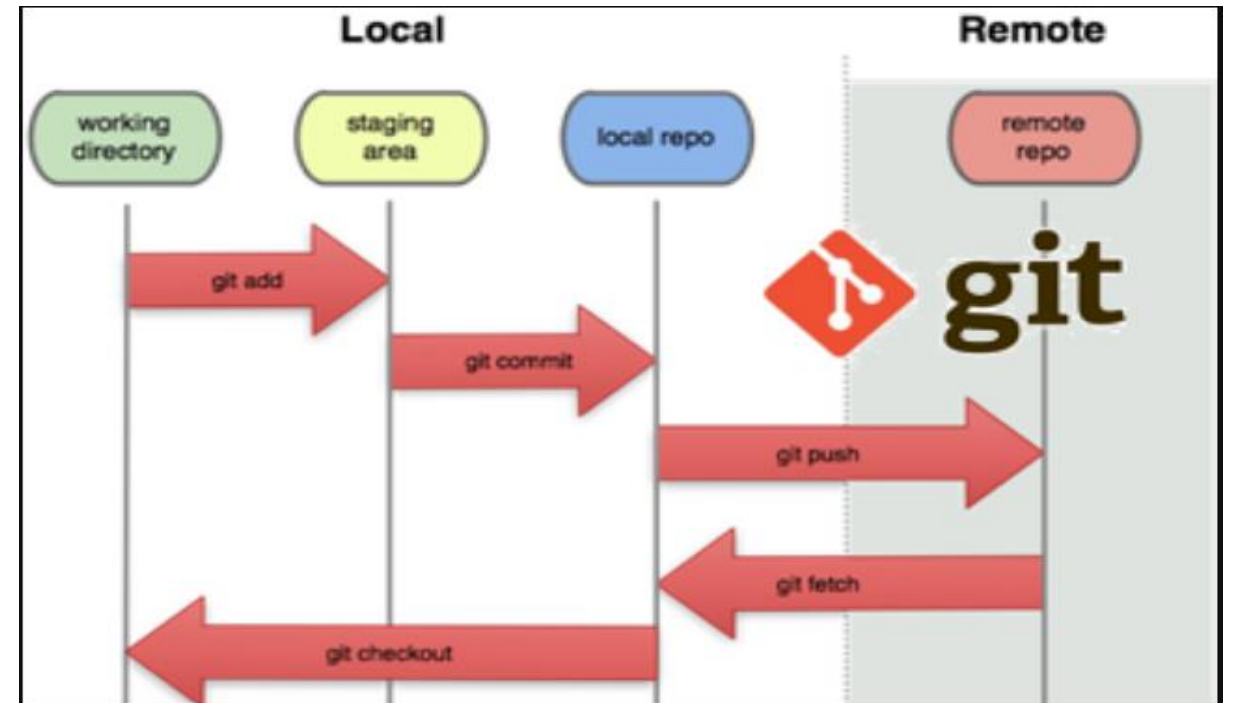 Local
Remote
working
directory
staging
area
local repo
remote
repo
git add
git
git commit
git push
git fetch
git checkout